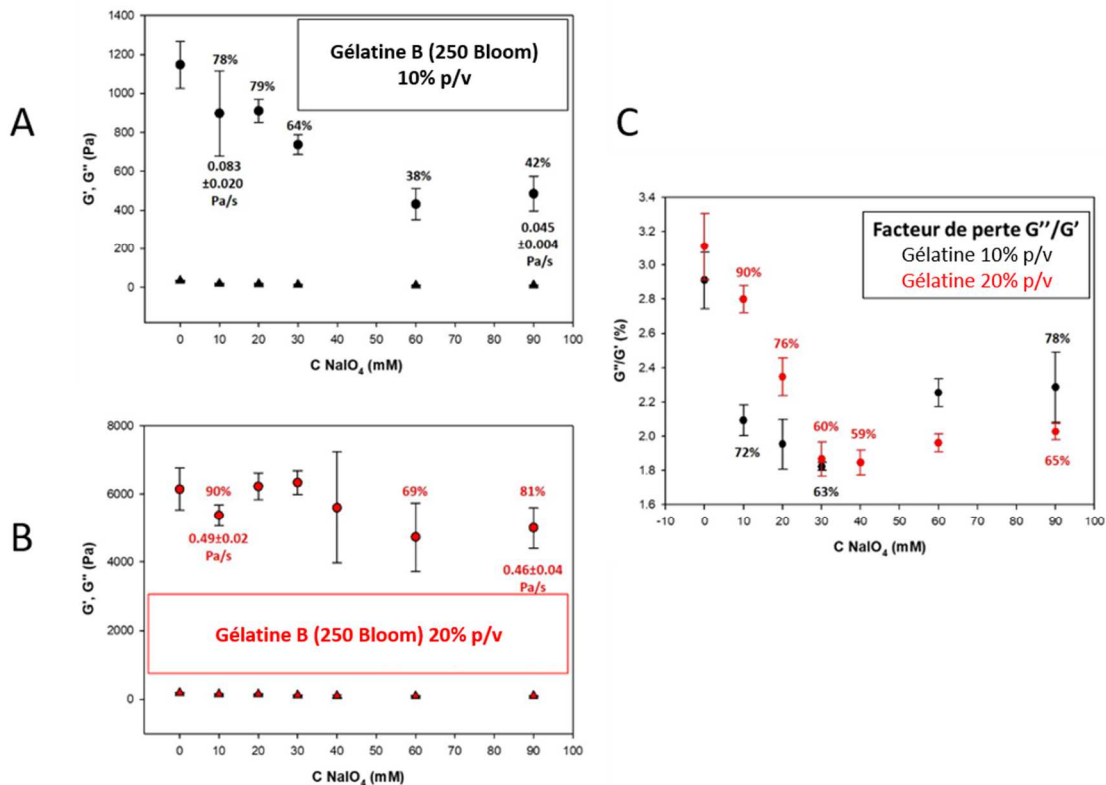 A
1400
1200
1000
800
600
400
200
0
G', G'' (Pa)
Gélatine B (250 Bloom)
10% p/v
78%
79%
64%
38%
42%
0.083
±0.020
Pa/s
0.045
±0.004
Pa/s
0 10 20 30 40 50 60 70 80 90 100
C NaIO₄ (mM)
B
8000
6000
4000
2000
0
G', G'' (Pa)
90%
69%
81%
0.49±0.02
Pa/s
0.46±0.04
Pa/s
Gélatine B (250 Bloom) 20% p/v
0 10 20 30 40 50 60 70 80 90 100
C NaIO₄ (mM)
C
3.4
3.2
3.0
2.8
2.6
2.4
2.2
2.0
1.8
1.6
G''/G' (%)
Facteur de perte G''/G'
Gélatine 10% p/v
Gélatine 20% p/v
90%
76%
78%
72%
60%
59%
65%
63%
-10 0 10 20 30 40 50 60 70 80 90 100
C NaIO₄ (mM)